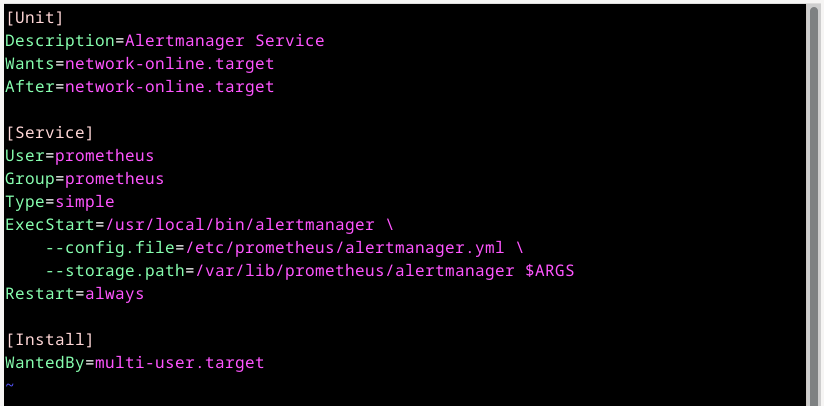 [Unit]
Description=Alertmanager Service
Wants=network-online.target
After=network-online.target
[Service]
User=prometheus
Group=prometheus
Type=simple
ExecStart=/usr/local/bin/alertmanager \
    --config.file=/etc/prometheus/alertmanager.yml \
    --storage.path=/var/lib/prometheus/alertmanager $ARGS
Restart=always
[Install]
WantedBy=multi-user.target
~